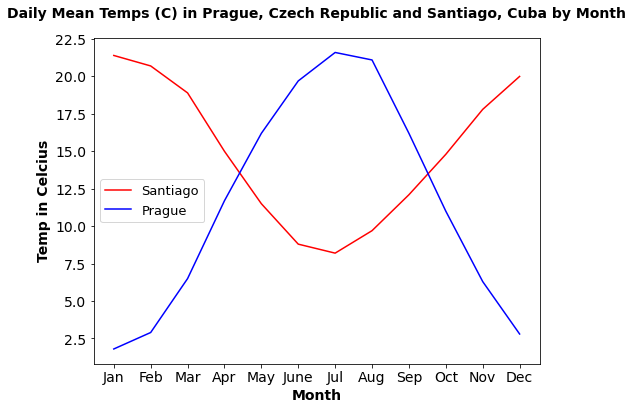 Daily Mean Temps (C) in Prague, Czech Republic and Santiago, Cuba by Month
22.5
20.0
17.5
15.0
12.5
10.0
7.5
5.0
2.5
Temp in Celcius
Santiago
Prague
Jan Feb Mar Apr May June Jul Aug Sep Oct Nov Dec
Month